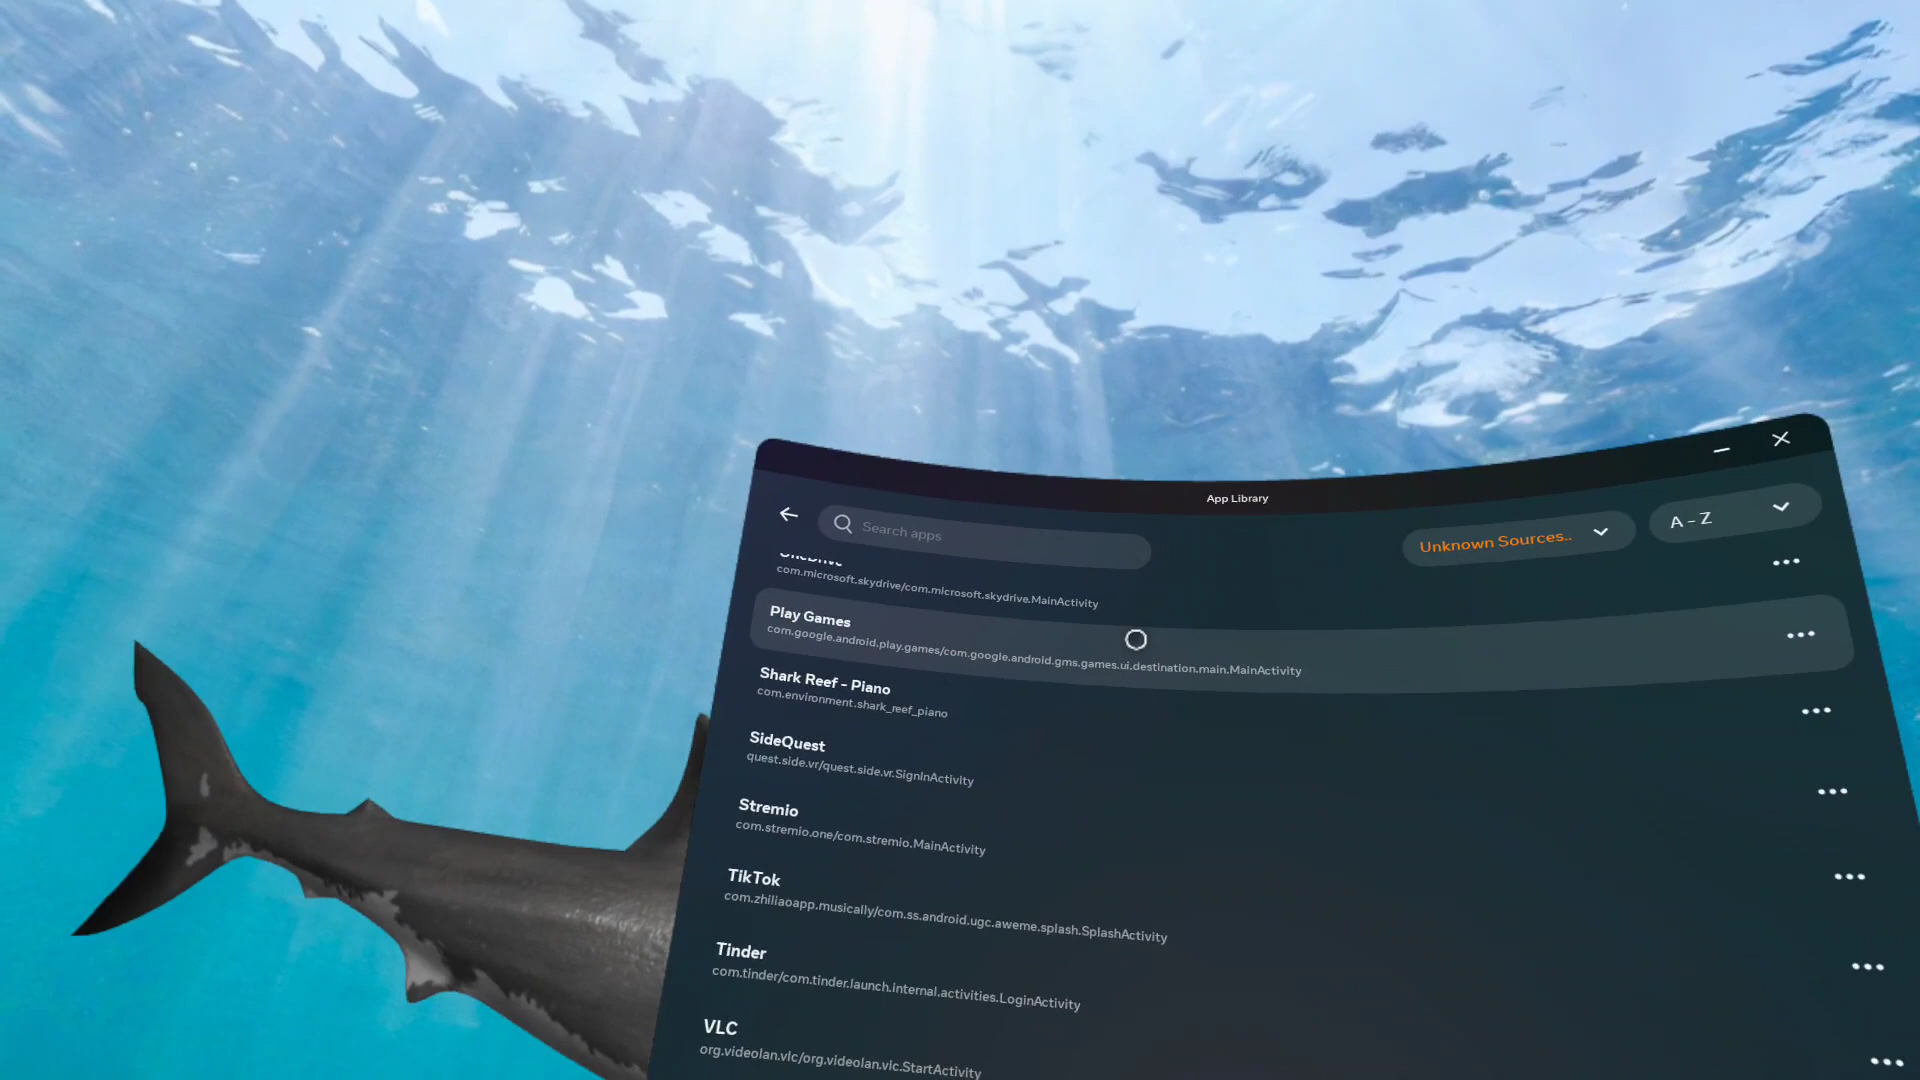 App Library
Search apps
Unknown Sources..
A - Z
OneDrive
com.microsoft.skydrive/com.microsoft.skydrive.MainActivity
Play Games
com.google.android.play.games/com.google.android.gms.games.ui.destination.main.MainActivity
Shark Reef - Piano
com.environment.shark_reef_piano
SideQuest
quest.side.vr/quest.side.vr.SignInActivity
Stremio
com.stremio.one/com.stremio.MainActivity
TikTok
com.zhiliaoapp.musically/com.ss.android.ugc.aweme.splash.SplashActivity
Tinder
com.tinder/com.tinder.launch.internal.activities.LoginActivity
VLC
org.videolan.vlc/org.videolan.vlc.StartActivity